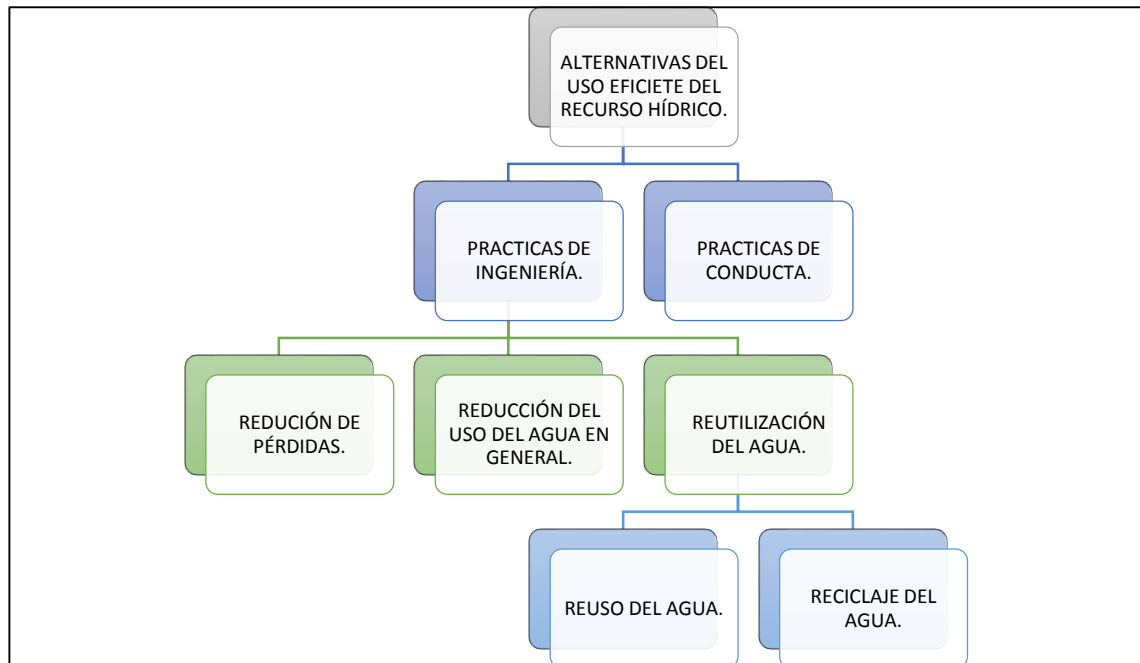 ALTERNATIVAS DEL
USO EFICIETE DEL
RECURSO HÍDRICO.
PRACTICAS DE
INGENIERÍA.
PRACTICAS DE
CONDUCTA.
REDUCIÓN DE
PÉRDIDAS.
REDUCCIÓN DEL
USO DEL AGUA EN
GENERAL.
REUTILIZACIÓN
DEL AGUA.
REUSO DEL AGUA.
RECICLAJE DEL
AGUA.